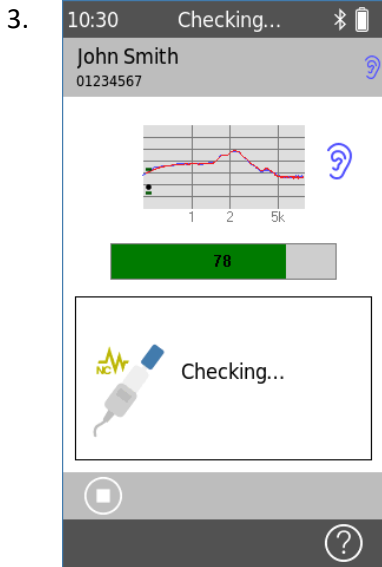 3.
10:30 Checking...
John Smith
01234567
1 2 5k
78
NC
Checking...
?